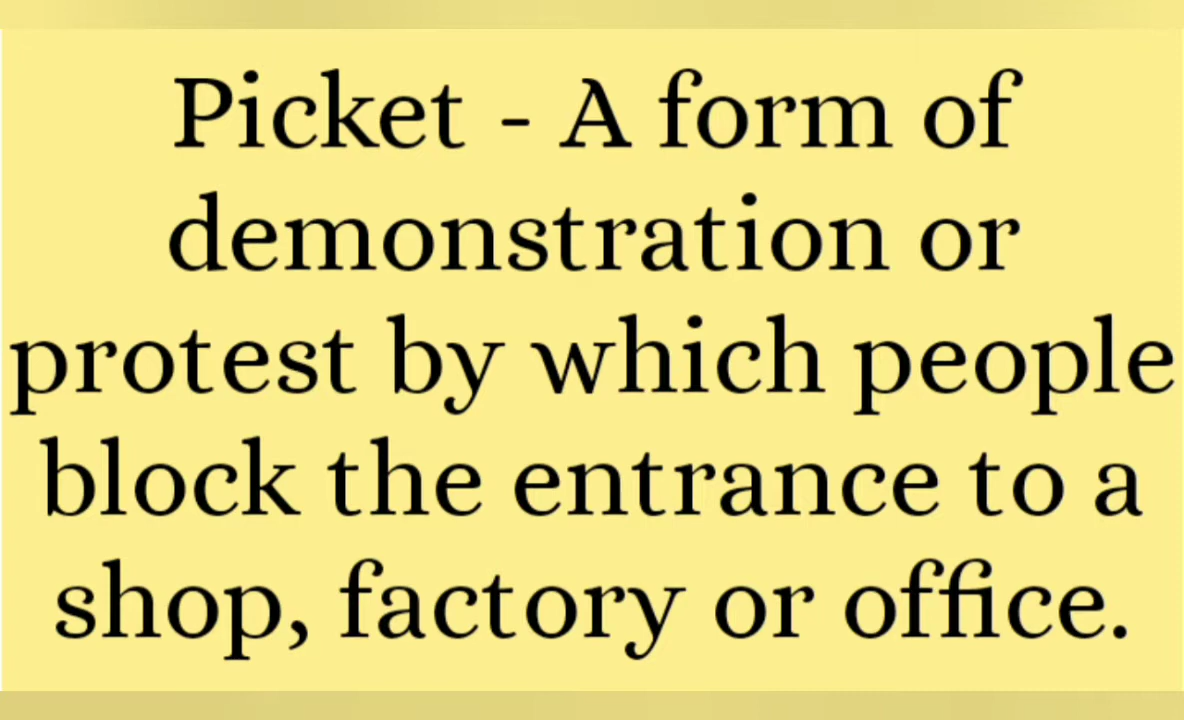 Picket - A form of
demonstration or
protest by which people
block the entrance to a
shop, factory or office.